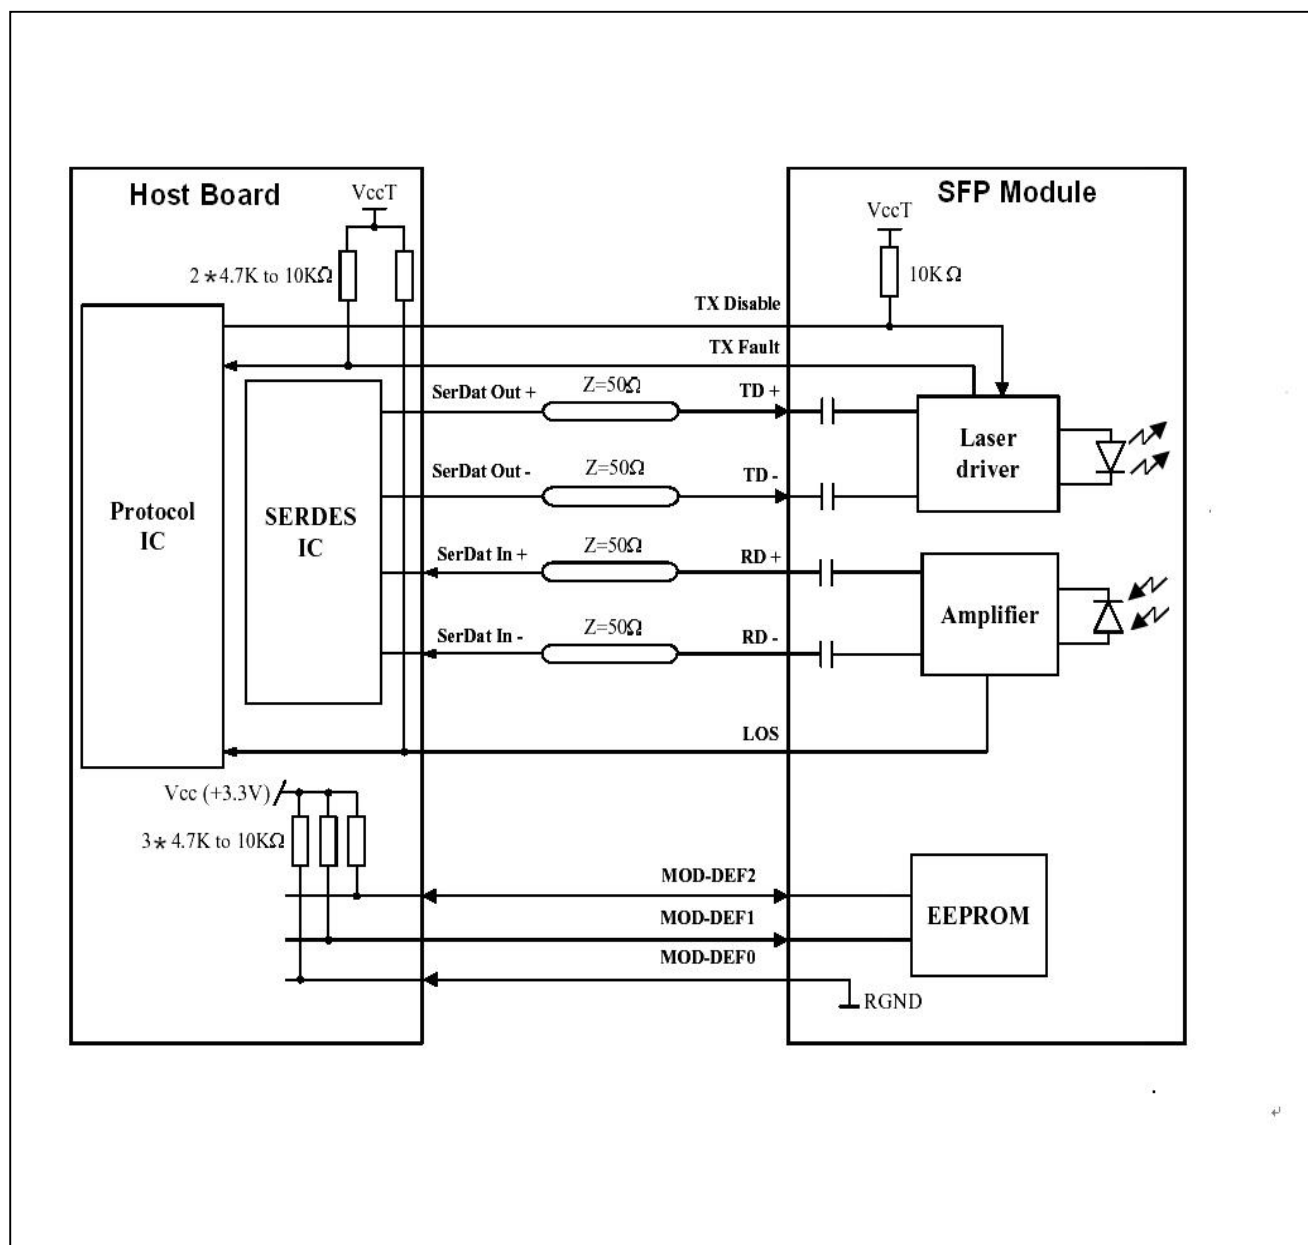 Host Board
VccT
2*4.7K to 10KΩ
Protocol
IC
SERDES
IC
SerDat Out +
SerDat Out -
SerDat In +
SerDat In -
Z=50Ω
Z=50Ω
Z=50Ω
Z=50Ω
TX Disable
TX Fault
TD +
TD -
RD +
RD -
LOS
SFP Module
VccT
10KΩ
Laser
driver
Amplifier
Vcc (+3.3V)
3*4.7K to 10KΩ
MOD-DEF2
MOD-DEF1
MOD-DEF0
EEPROM
RGND